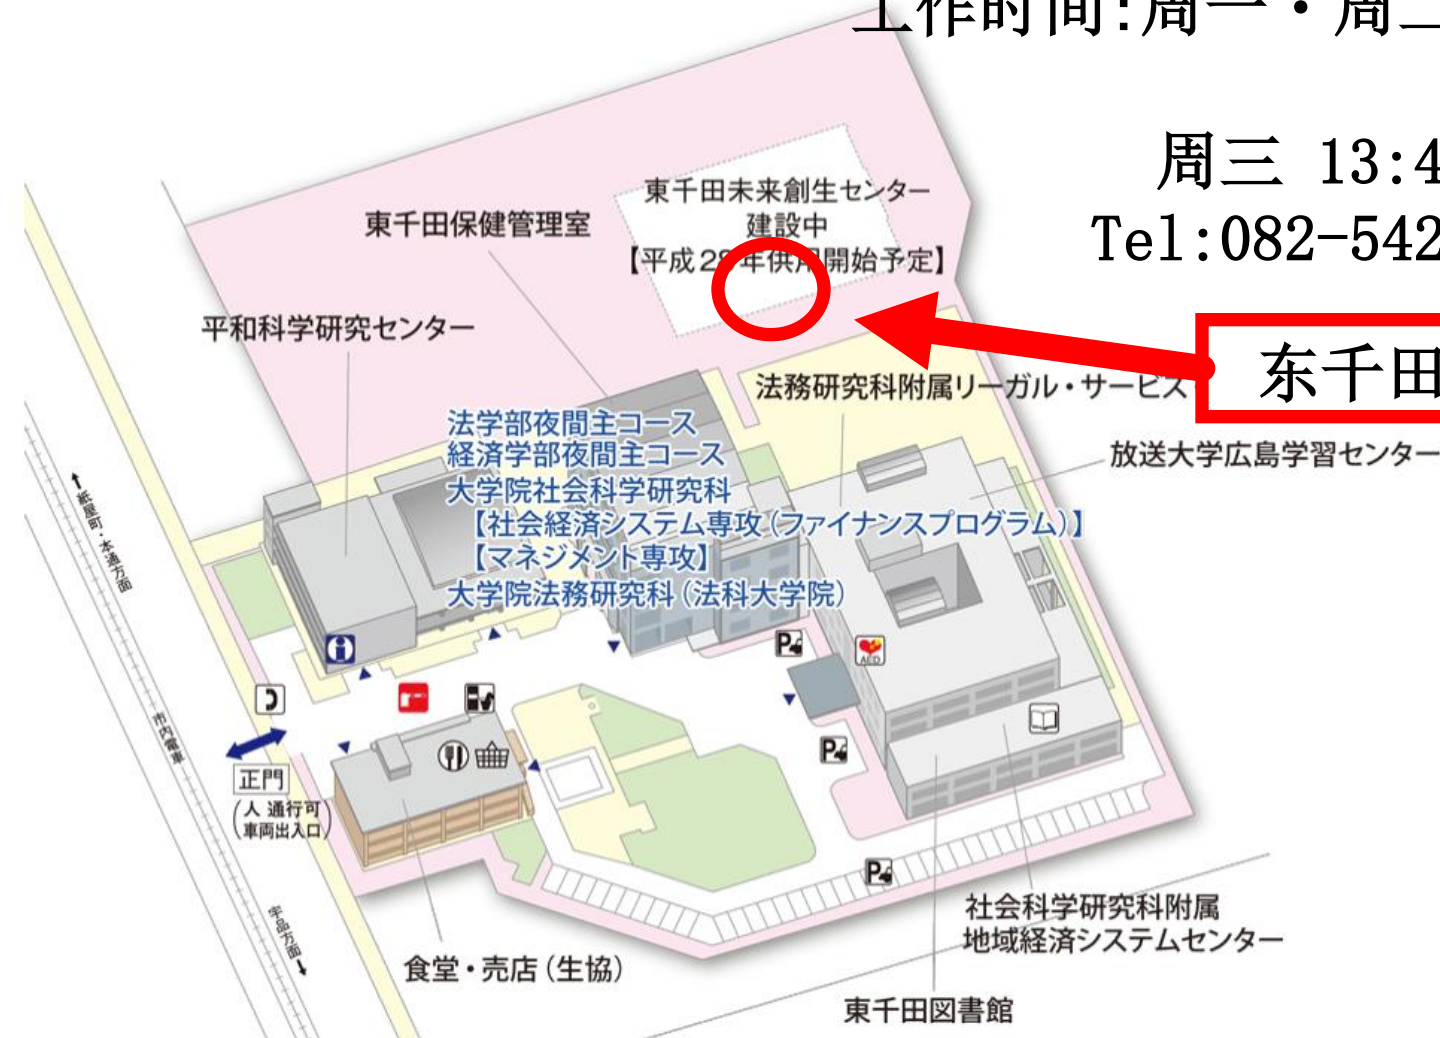 工作时间:周一・周二
周三 13:4
Tel:082-542
東千田未来創生センター
建設中
【平成28年供用開始予定】
東千田保健管理室
平和科学研究センター
东千田
法務研究科附属リーガル・サービス
放送大学広島学習センター
法学部夜間主コース
経済学部夜間主コース
大学院社会科学研究科
【社会経済システム専攻(ファイナンスプログラム)】
【マネジメント専攻】
大学院法務研究科(法科大学院)
紙屋町・本通方面
市内電車
AED
正門
(人 通行可
車両出入口)
宇品方面
食堂・売店(生協)
社会科学研究科附属
地域経済システムセンター
東千田図書館